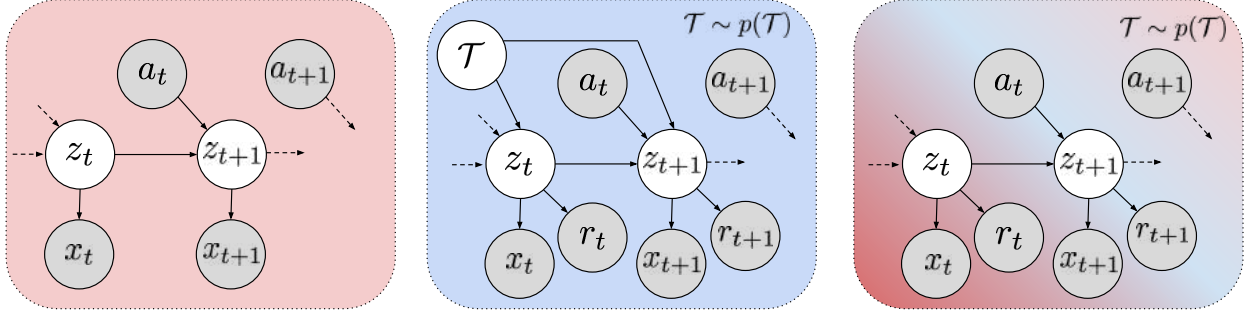 a_t a_{t+1}
z_t z_{t+1}
x_t x_{t+1}
𝒯 𝒯 ∼ p(𝒯)
a_t a_{t+1}
z_t z_{t+1}
x_t r_t x_{t+1} r_{t+1}
𝒯 ∼ p(𝒯)
a_t a_{t+1}
z_t z_{t+1}
x_t r_t x_{t+1} r_{t+1}